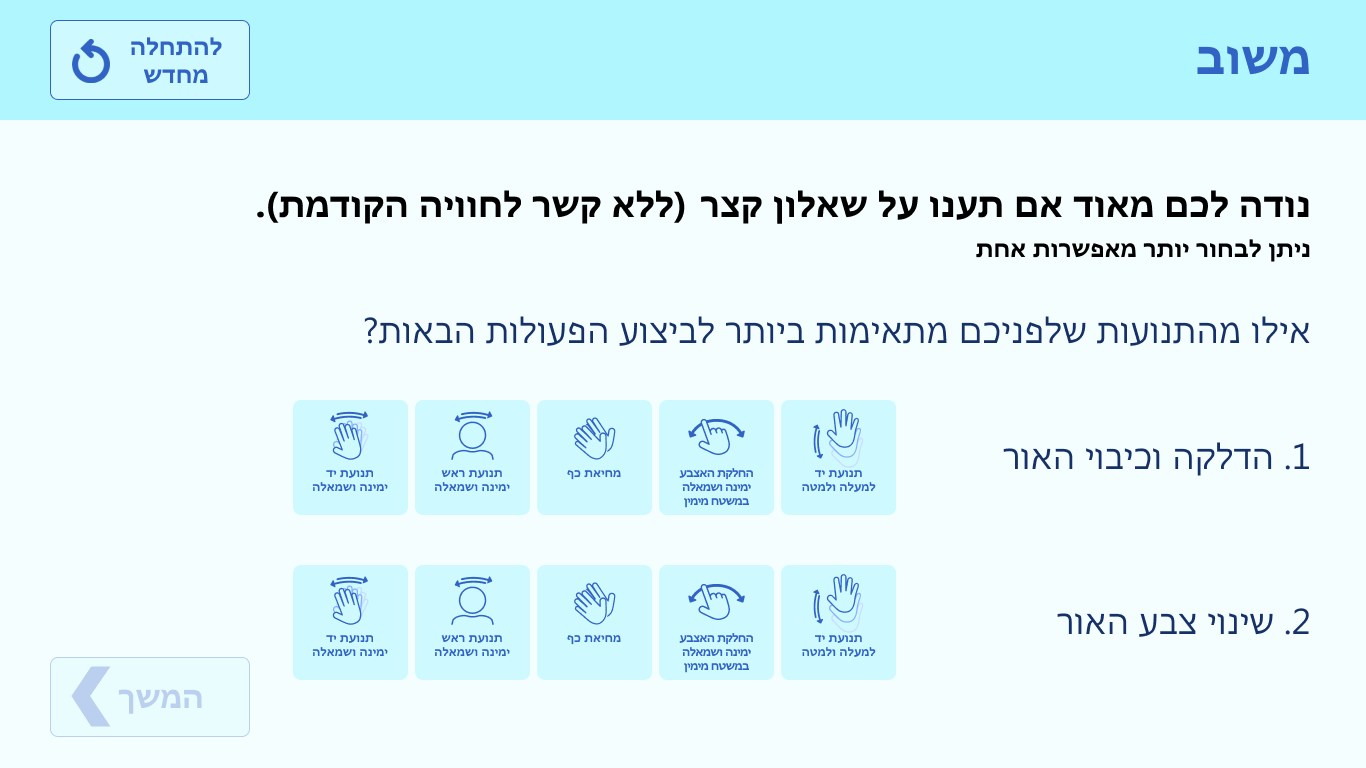 משוב
להתחלה
מחדש
נודה לכם מאוד אם תענו על שאלון קצר (ללא קשר לחוויה הקודמת).
ניתן לבחור יותר מאפשרות אחת
אילו מהתנועות שלפניכם מתאימות ביותר לביצוע הפעולות הבאות?
1. הדלקה וכיבוי האור
תנועת יד
למעלה ולמטה
החלקת האצבע
ימינה ושמאלה
במשטח מימין
מחיאת כף
תנועת ראש
ימינה ושמאלה
תנועת יד
ימינה ושמאלה
2. שינוי צבע האור
תנועת יד
למעלה ולמטה
החלקת האצבע
ימינה ושמאלה
במשטח מימין
מחיאת כף
תנועת ראש
ימינה ושמאלה
תנועת יד
ימינה ושמאלה
המשך